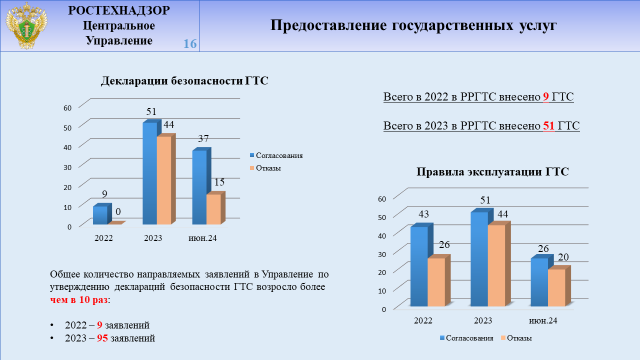 РОСТЕХНАДЗОР
Центральное
Управление
16
Предоставление государственных услуг
Декларации безопасности ГТС
60
50
40
30
20
10
0
9
0
51
44
37
15
2022
2023
июн.24
Согласования
Отказы
Общее количество направляемых заявлений в Управление по
утверждению деклараций безопасности ГТС возросло более
чем в 10 раз:
• 2022 – 9 заявлений
• 2023 – 95 заявлений
Всего в 2022 в РРГТС внесено 9 ГТС
Всего в 2023 в РРГТС внесено 51 ГТС
Правила эксплуатации ГТС
60
50
40
30
20
10
0
43
26
51
44
26
20
2022
2023
июн.24
Согласования
Отказы